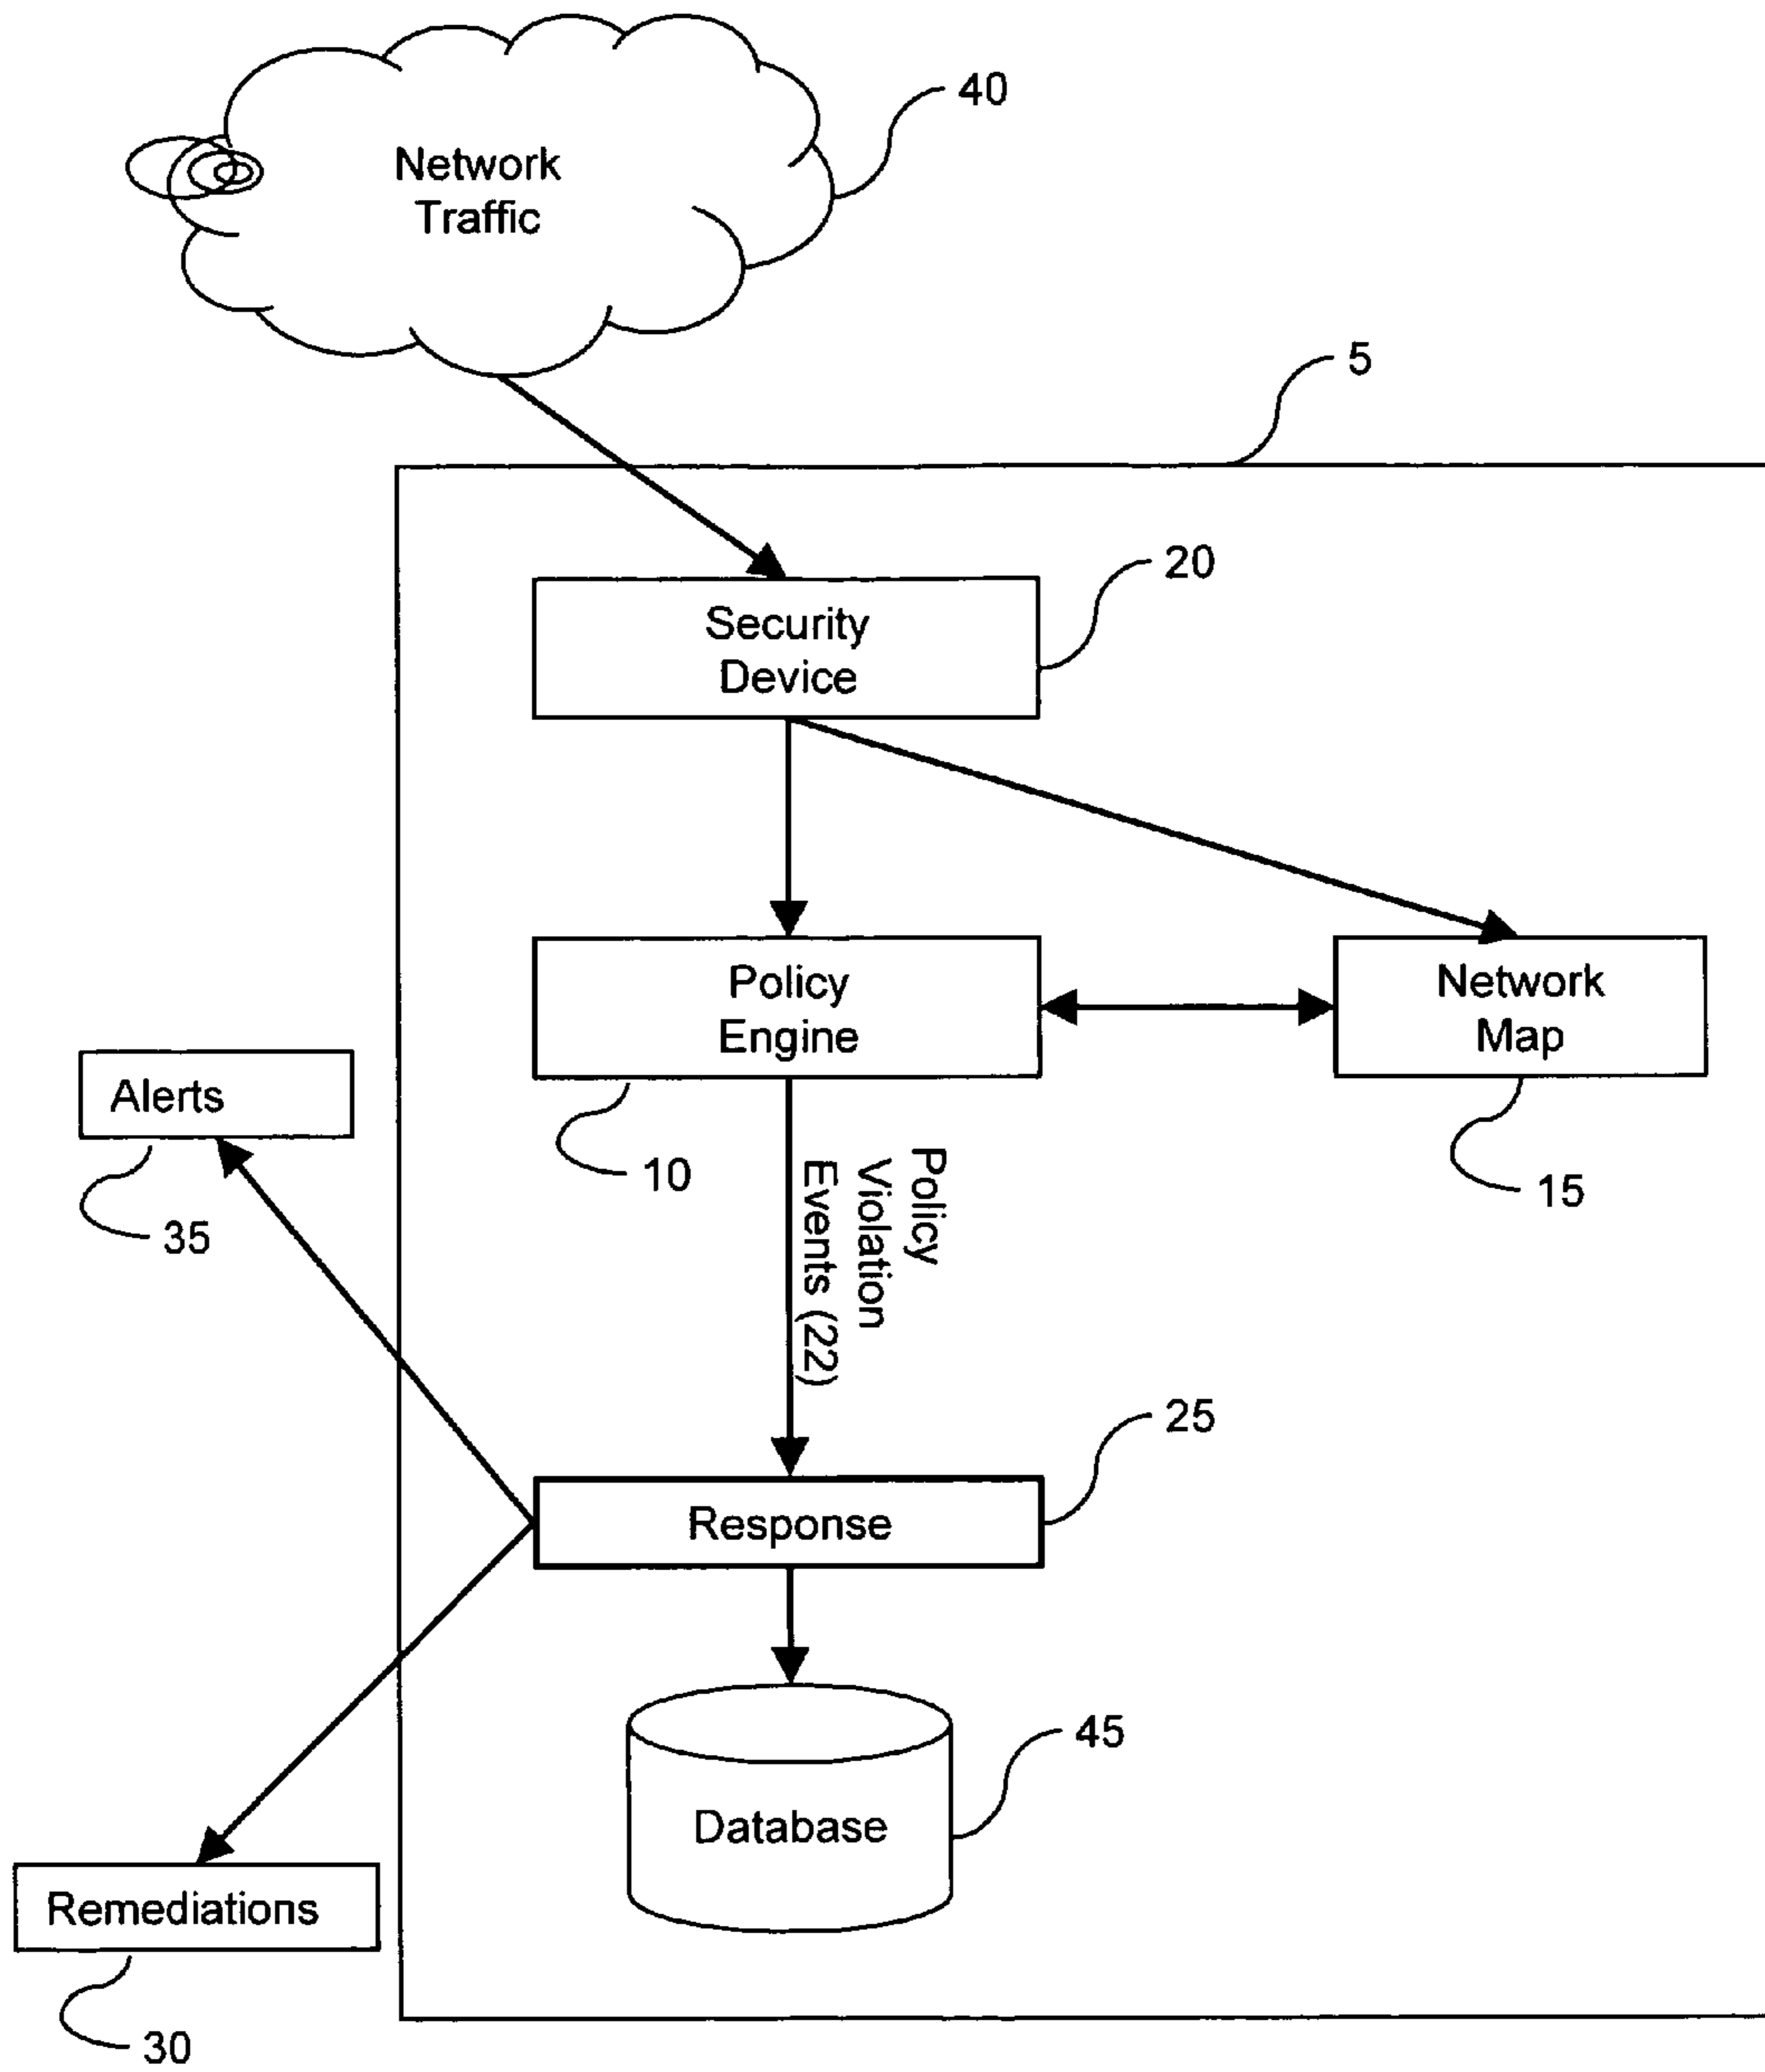 40
Network
Traffic
5
20
Security
Device
Policy
Engine
Network
Map
Alerts
10
15
35
Policy
Violation
Events (22)
25
Response
45
Database
Remediations
30